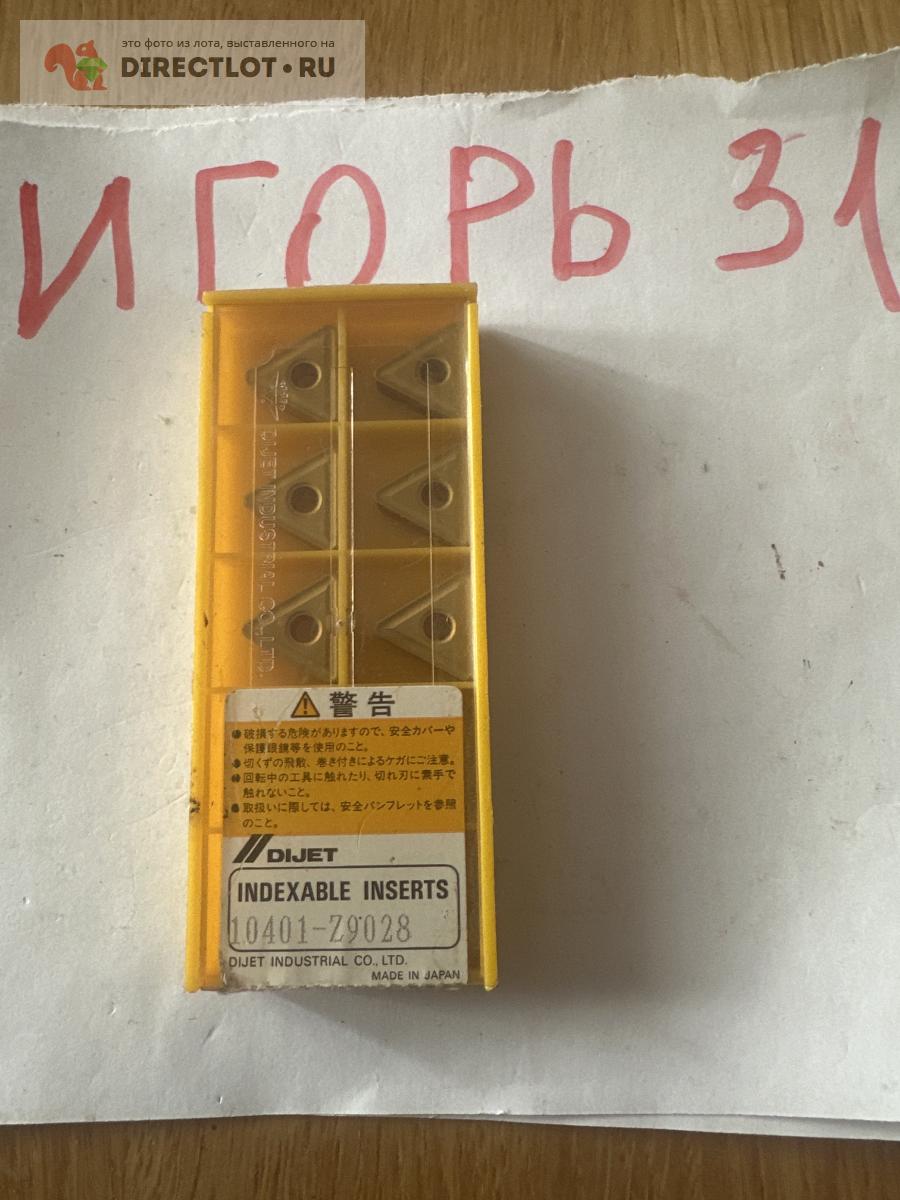 это фото из лота, выставленного на
DIRECTLOT•RU
ИГОРЬ 31
DIJET INDUSTRIAL CO., LTD.
警告
●破損する危険がありますので、安全カバーや
保護眼鏡等を使用のこと。
●切くずの飛散、巻き付きによるケガにご注意。
●回転中の工具に触れたり、切れ刃に素手で
触れないこと。
●取扱いに際しては、安全パンフレットを参照
のこと。
DIJET
INDEXABLE INSERTS
10401-Z9028
DIJET INDUSTRIAL CO., LTD.
MADE IN JAPAN